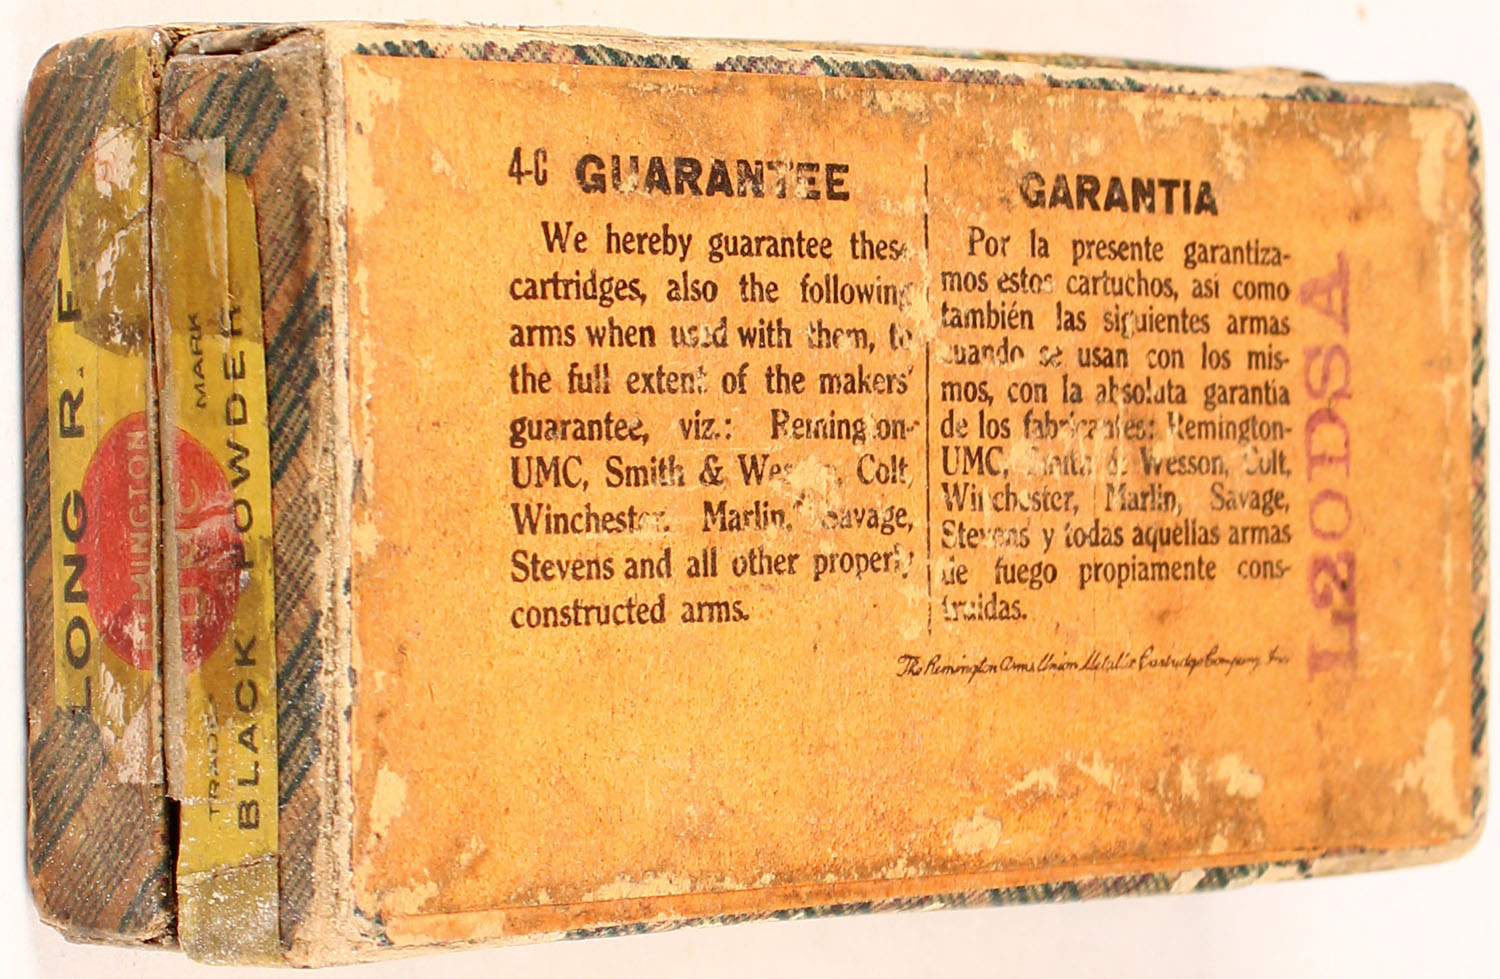 4-C GUARANTEE
We hereby guarantee these
cartridges, also the following
arms when used with them, to
the full extent of the makers'
guarantee, viz.: Remington-
UMC, Smith & Wesson, Colt,
Winchester, Marlin, Savage,
Stevens and all other properly
constructed arms.
GARANTIA
Por la presente garantiza-
mos estos cartuchos, asi como
también las siguientes armas
cuando se usan con los mis-
mos, con la absoluta garantia
de los fabricantes: Remington-
UMC, Smith & Wesson, Colt,
Winchester, Marlin, Savage,
Stevens y todas aquellas armas
de fuego propiamente cons-
truidas.
The Remington Arms Union Metallic Cartridge Company, Inc.
L20DSA
LONG R. F.
REMINGTON
UMC
TRADE MARK
BLACK POWDER